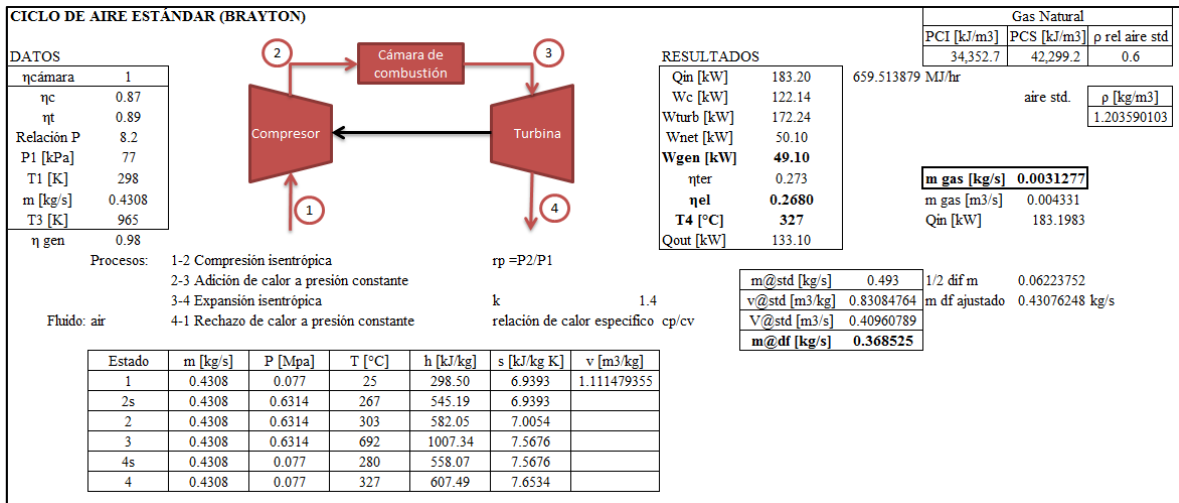 CICLO DE AIRE ESTÁNDAR (BRAYTON)
Gas Natural
PCI [kJ/m3] PCS [kJ/m3] ρ rel aire std
34,352.7 42,299.2 0.6
DATOS
ηcámara 1
ηc 0.87
ηt 0.89
Relación P 8.2
P1 [kPa] 77
T1 [K] 298
m [kg/s] 0.4308
T3 [K] 965
η gen 0.98
2
Cámara de
combustión
3
Compresor
Turbina
1
4
RESULTADOS
Qin [kW] 183.20 659.513879 MJ/hr
Wc [kW] 122.14
Wturb [kW] 172.24
Wnet [kW] 50.10
Wgen [kW] 49.10
ηter 0.273
ηel 0.2680
T4 [°C] 327
Qout [kW] 133.10
aire std. ρ [kg/m3]
1.203590103
m gas [kg/s] 0.0031277
m gas [m3/s] 0.004331
Qin [kW] 183.1983
Procesos: 1-2 Compresión isentrópica rp =P2/P1
2-3 Adición de calor a presión constante
3-4 Expansión isentrópica k 1.4
Fluido: air 4-1 Rechazo de calor a presión constante relación de calor específico cp/cv
m@std [kg/s] 0.493 1/2 dif m 0.06223752
v@std [m3/kg] 0.83084764 m df ajustado 0.43076248 kg/s
V@std [m3/s] 0.40960789
m@df [kg/s] 0.368525
Estado m [kg/s] P [Mpa] T [°C] h [kJ/kg] s [kJ/kg K] v [m3/kg]
1 0.4308 0.077 25 298.50 6.9393 1.111479355
2s 0.4308 0.6314 267 545.19 6.9393
2 0.4308 0.6314 303 582.05 7.0054
3 0.4308 0.6314 692 1007.34 7.5676
4s 0.4308 0.077 280 558.07 7.5676
4 0.4308 0.077 327 607.49 7.6534